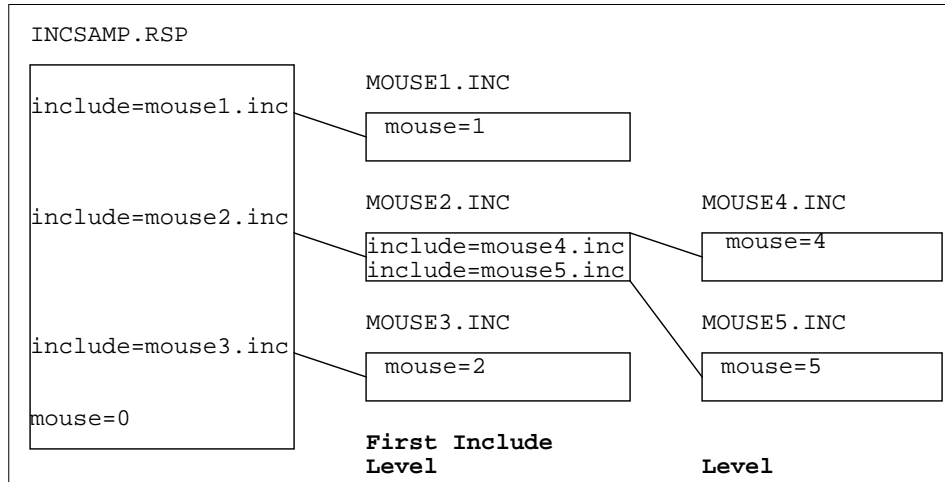 INCSAMP.RSP
include=mouse1.inc
include=mouse2.inc
include=mouse3.inc
mouse=0
MOUSE1.INC
mouse=1
MOUSE2.INC
include=mouse4.inc
include=mouse5.inc
MOUSE3.INC
mouse=2
First Include
Level
MOUSE4.INC
mouse=4
MOUSE5.INC
mouse=5
Level